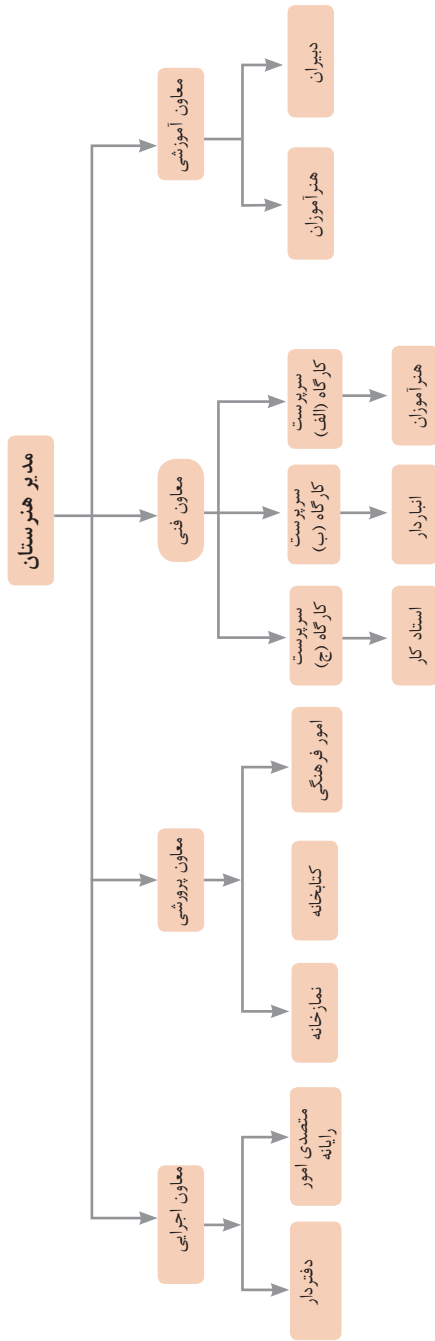 مدیر هنرستان
معاون آموزشی
معاون فنی
معاون پرورشی
معاون اجرایی
دبیران
هنرآموزان
سرپرست
کارگاه (الف)
سرپرست
کارگاه (ب)
سرپرست
کارگاه (ج)
امور فرهنگی
کتابخانه
نمازخانه
متصدی امور
رایانه
دفتردار
هنرآموزان
انباردار
استاد کار